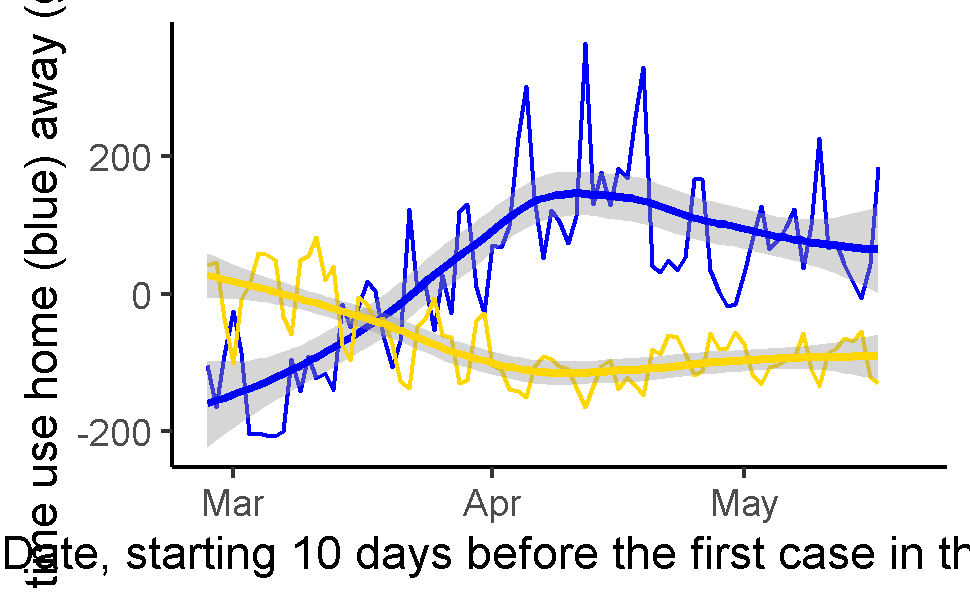 time use home (blue) away (
200
0
-200
Mar Apr May
Date, starting 10 days before the first case in th